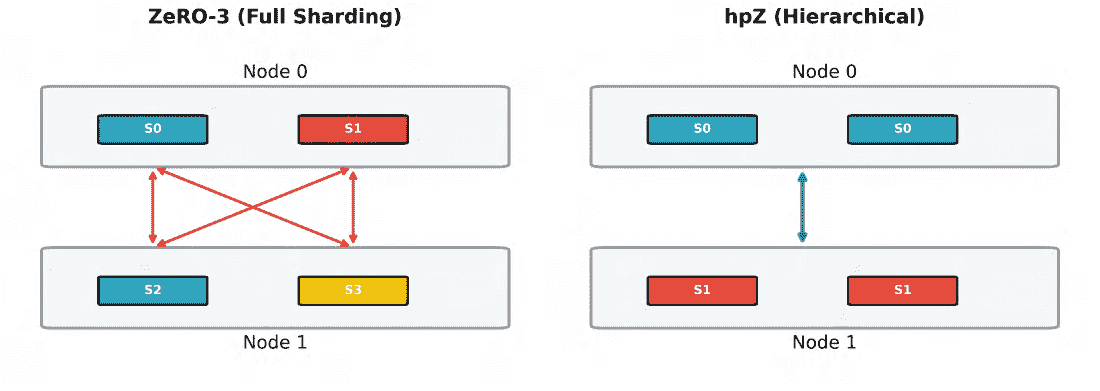 ZeRO-3 (Full Sharding)
Node 0
S0
S1
S2
S3
Node 1
hpZ (Hierarchical)
Node 0
S0
S0
S1
S1
Node 1